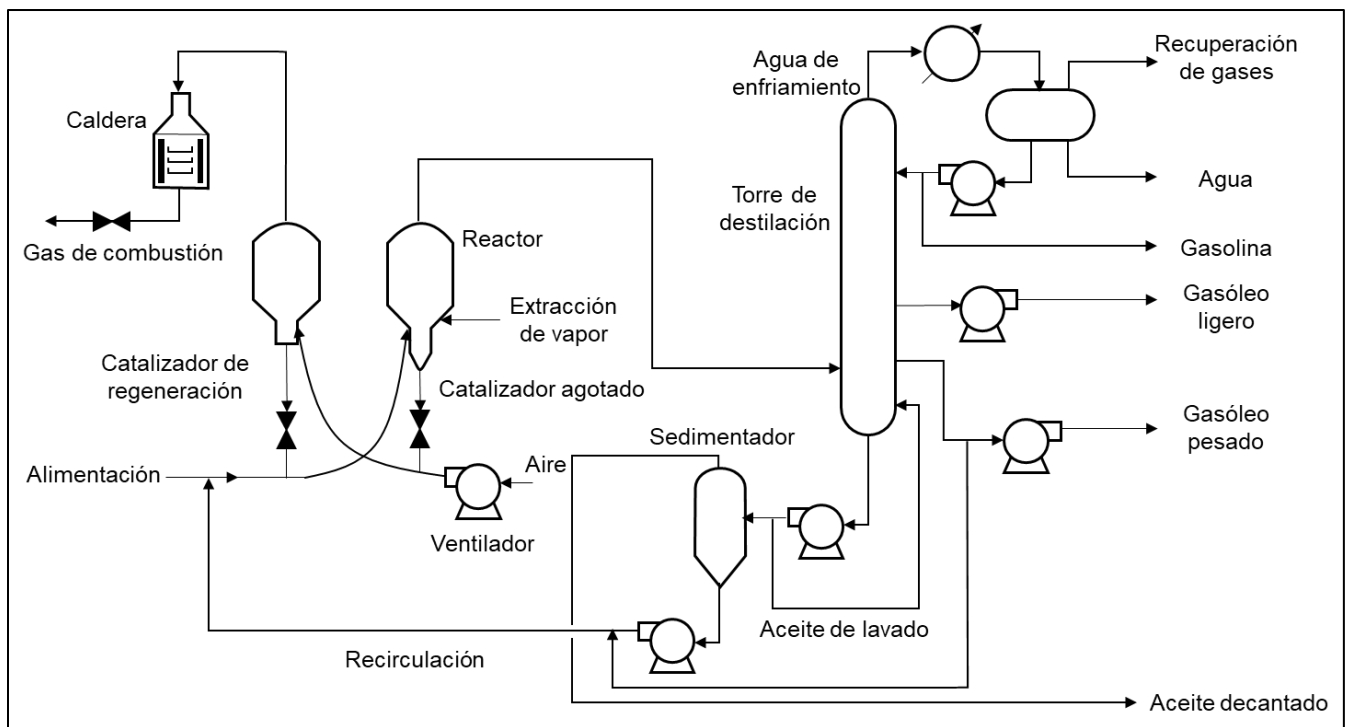 Agua de
enfriamiento
Recuperación
de gases
Caldera
Agua
Torre de
destilación
Reactor
Gas de combustión
Gasolina
Extracción
de vapor
Gasóleo
ligero
Catalizador de
regeneración
Catalizador agotado
Gasóleo
pesado
Sedimentador
Alimentación
Aire
Ventilador
Aceite de lavado
Recirculación
Aceite decantado